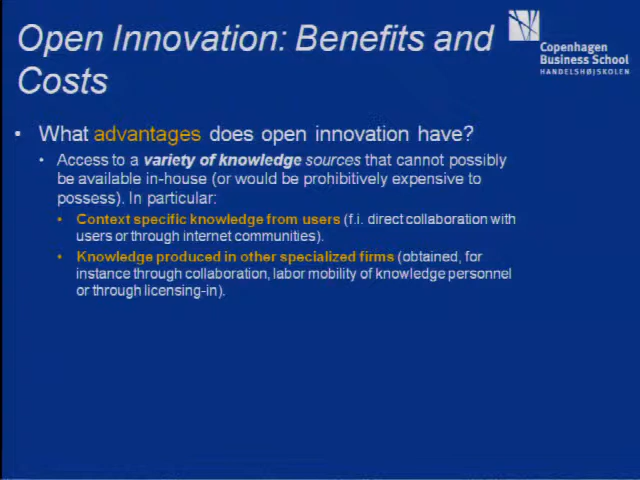 Open Innovation: Benefits and
Costs
Copenhagen
Business School
HANDELSHØJSKOLEN
• What advantages does open innovation have?
• Access to a variety of knowledge sources that cannot possibly
be available in-house (or would be prohibitively expensive to
possess). In particular:
• Context specific knowledge from users (f.i. direct collaboration with
users or through internet communities).
• Knowledge produced in other specialized firms (obtained, for
instance through collaboration, labor mobility of knowledge personnel
or through licensing-in).